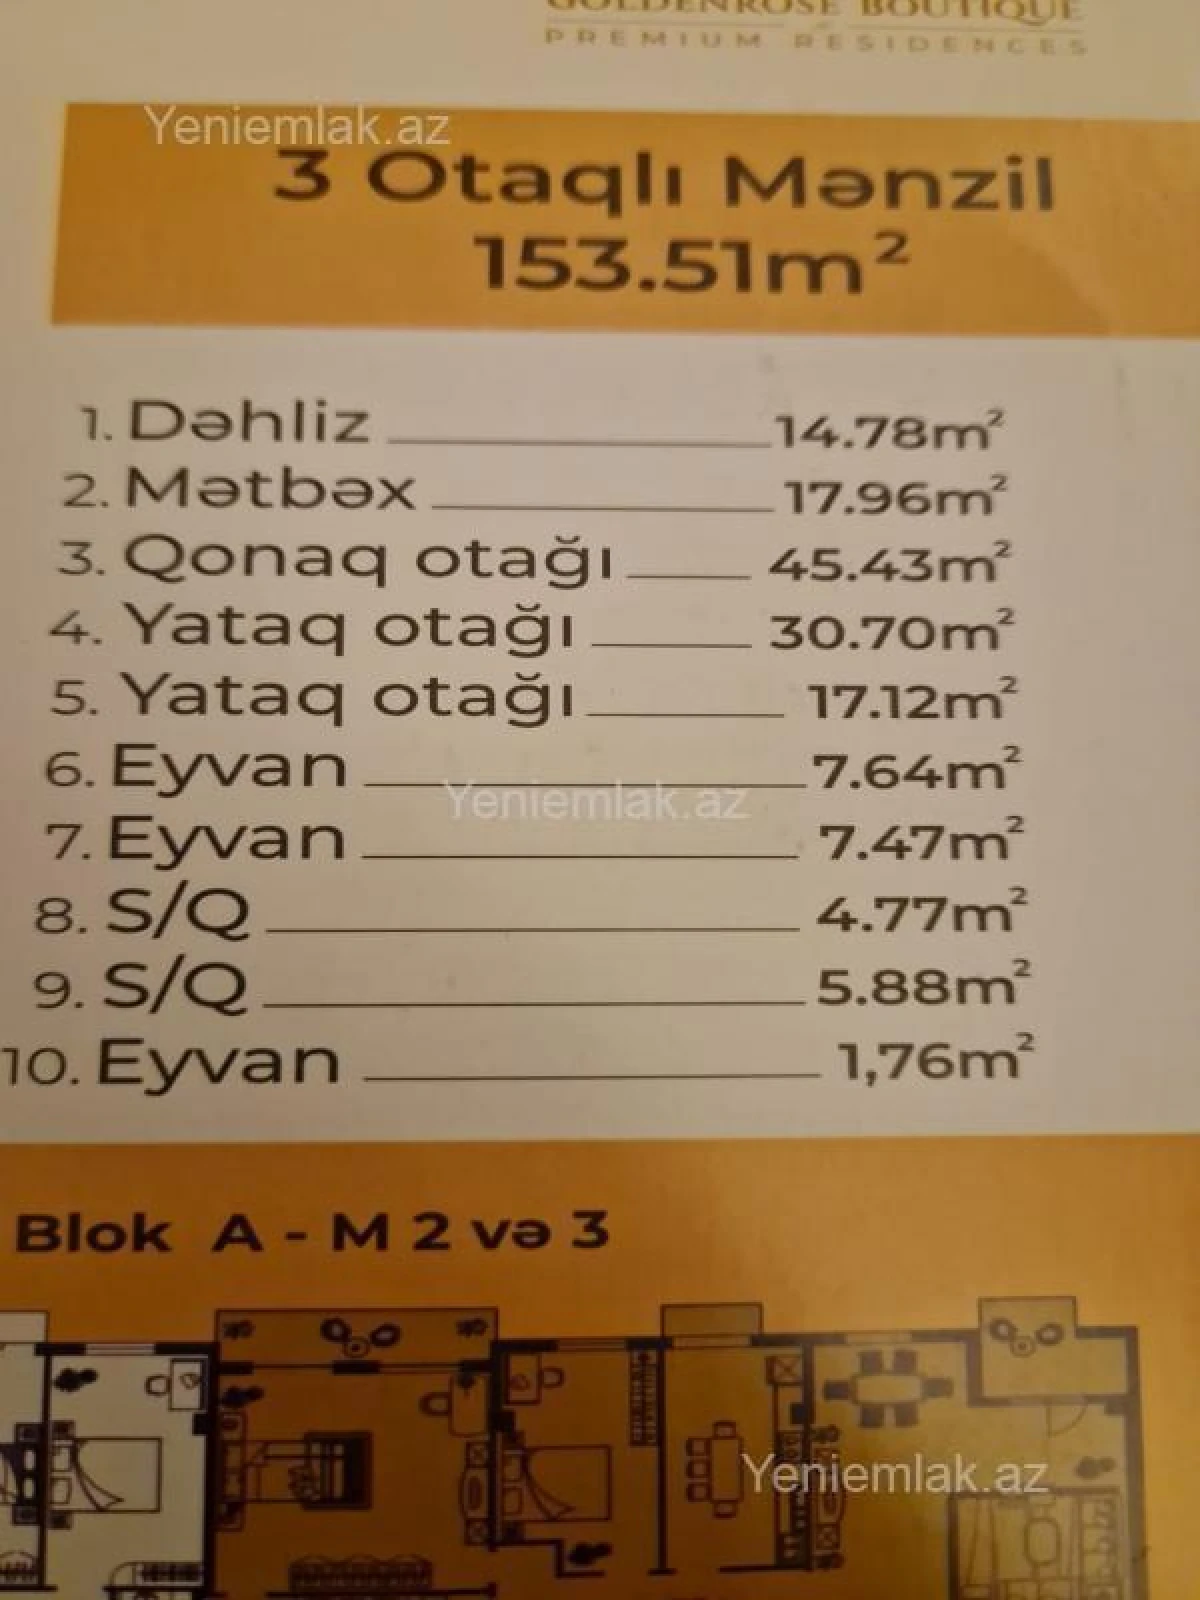 GOLDENROSE BOUTIQUE
PREMIUM RESIDENCES
Yeniemlak.az
3 Otaqlı Mənzil
153.51m²
1. Dəhliz 14.78m²
2. Mətbəx 17.96m²
3. Qonaq otağı 45.43m²
4. Yataq otağı 30.70m²
5. Yataq otağı 17.12m²
6. Eyvan 7.64m²
Yeniemlak.az
7. Eyvan 7.47m²
8. S/Q 4.77m²
9. S/Q 5.88m²
10. Eyvan 1,76m²
Blok A - M 2 və 3
Yeniemlak.az